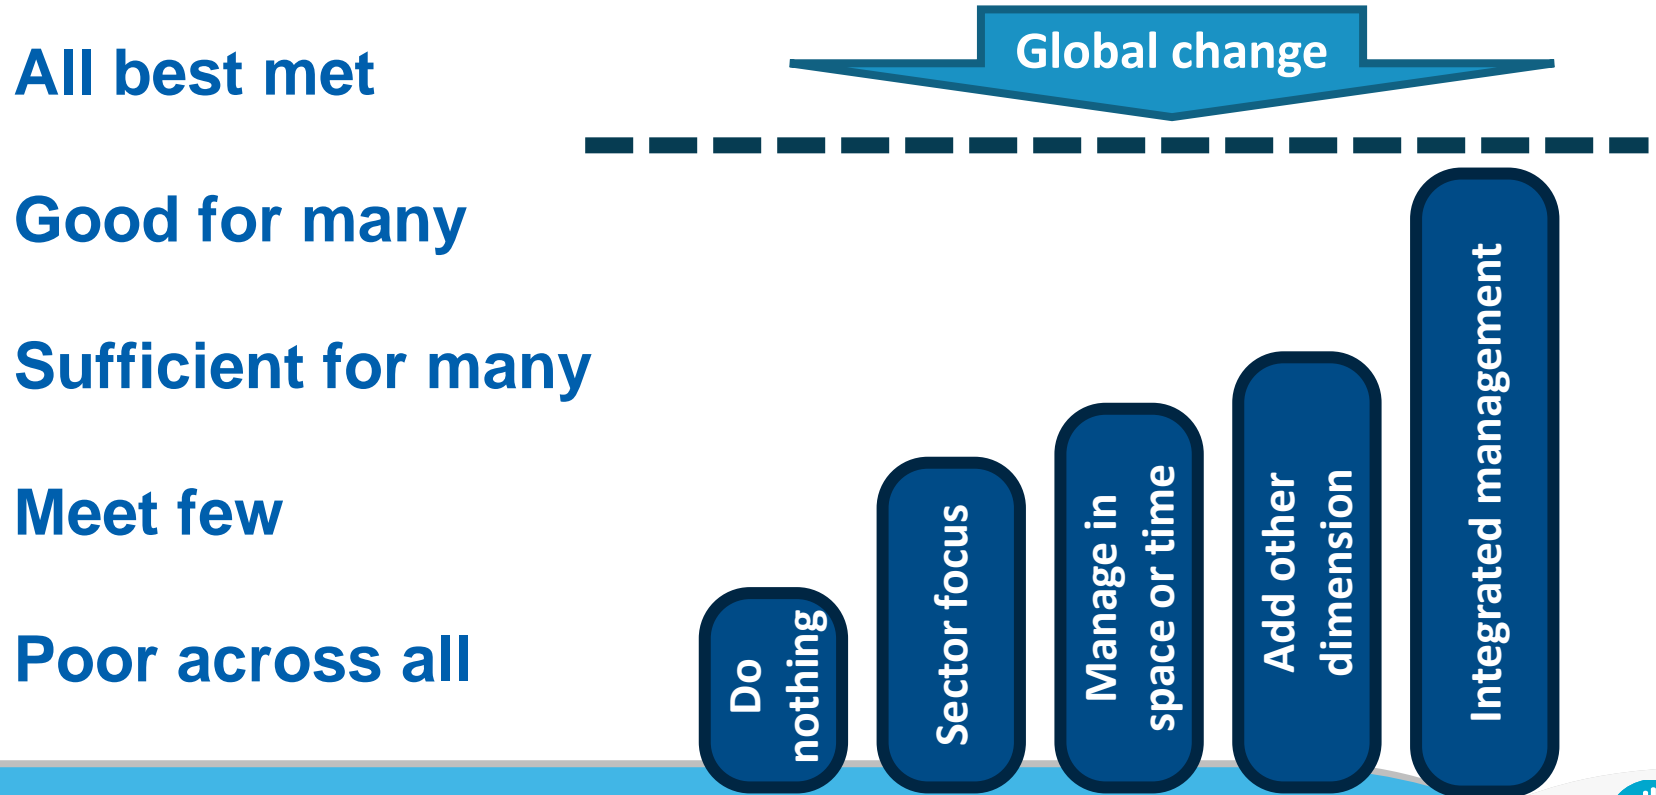 All best met
Good for many
Sufficient for many
Meet few
Poor across all
Global change
Do
nothing
Sector focus
Manage in
space or time
Add other
dimension
Integrated management